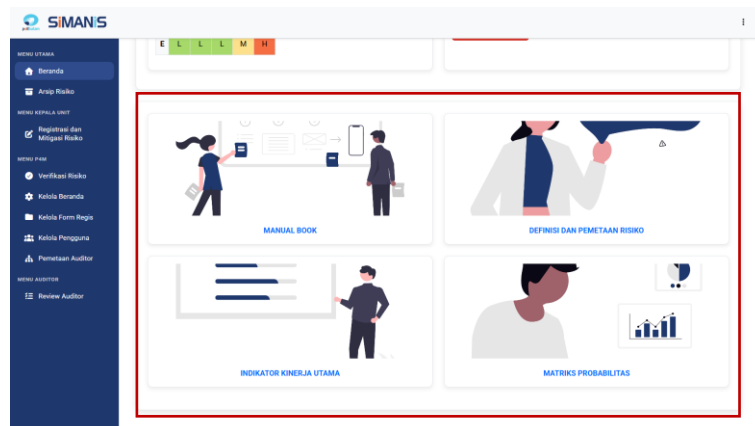 SiMANiS
MENU UTAMA
Beranda
Arsip Risiko
MENU KEPALA UNIT
Registrasi dan
Mitigasi Risiko
MENU P4M
Verifikasi Risiko
Kelola Beranda
Kelola Form Regis
Kelola Pengguna
Pemetaan Auditor
MENU AUDITOR
Review Auditor
E L L L M H
MANUAL BOOK
DEFINISI DAN PEMETAAN RISIKO
INDIKATOR KINERJA UTAMA
MATRIKS PROBABILITAS